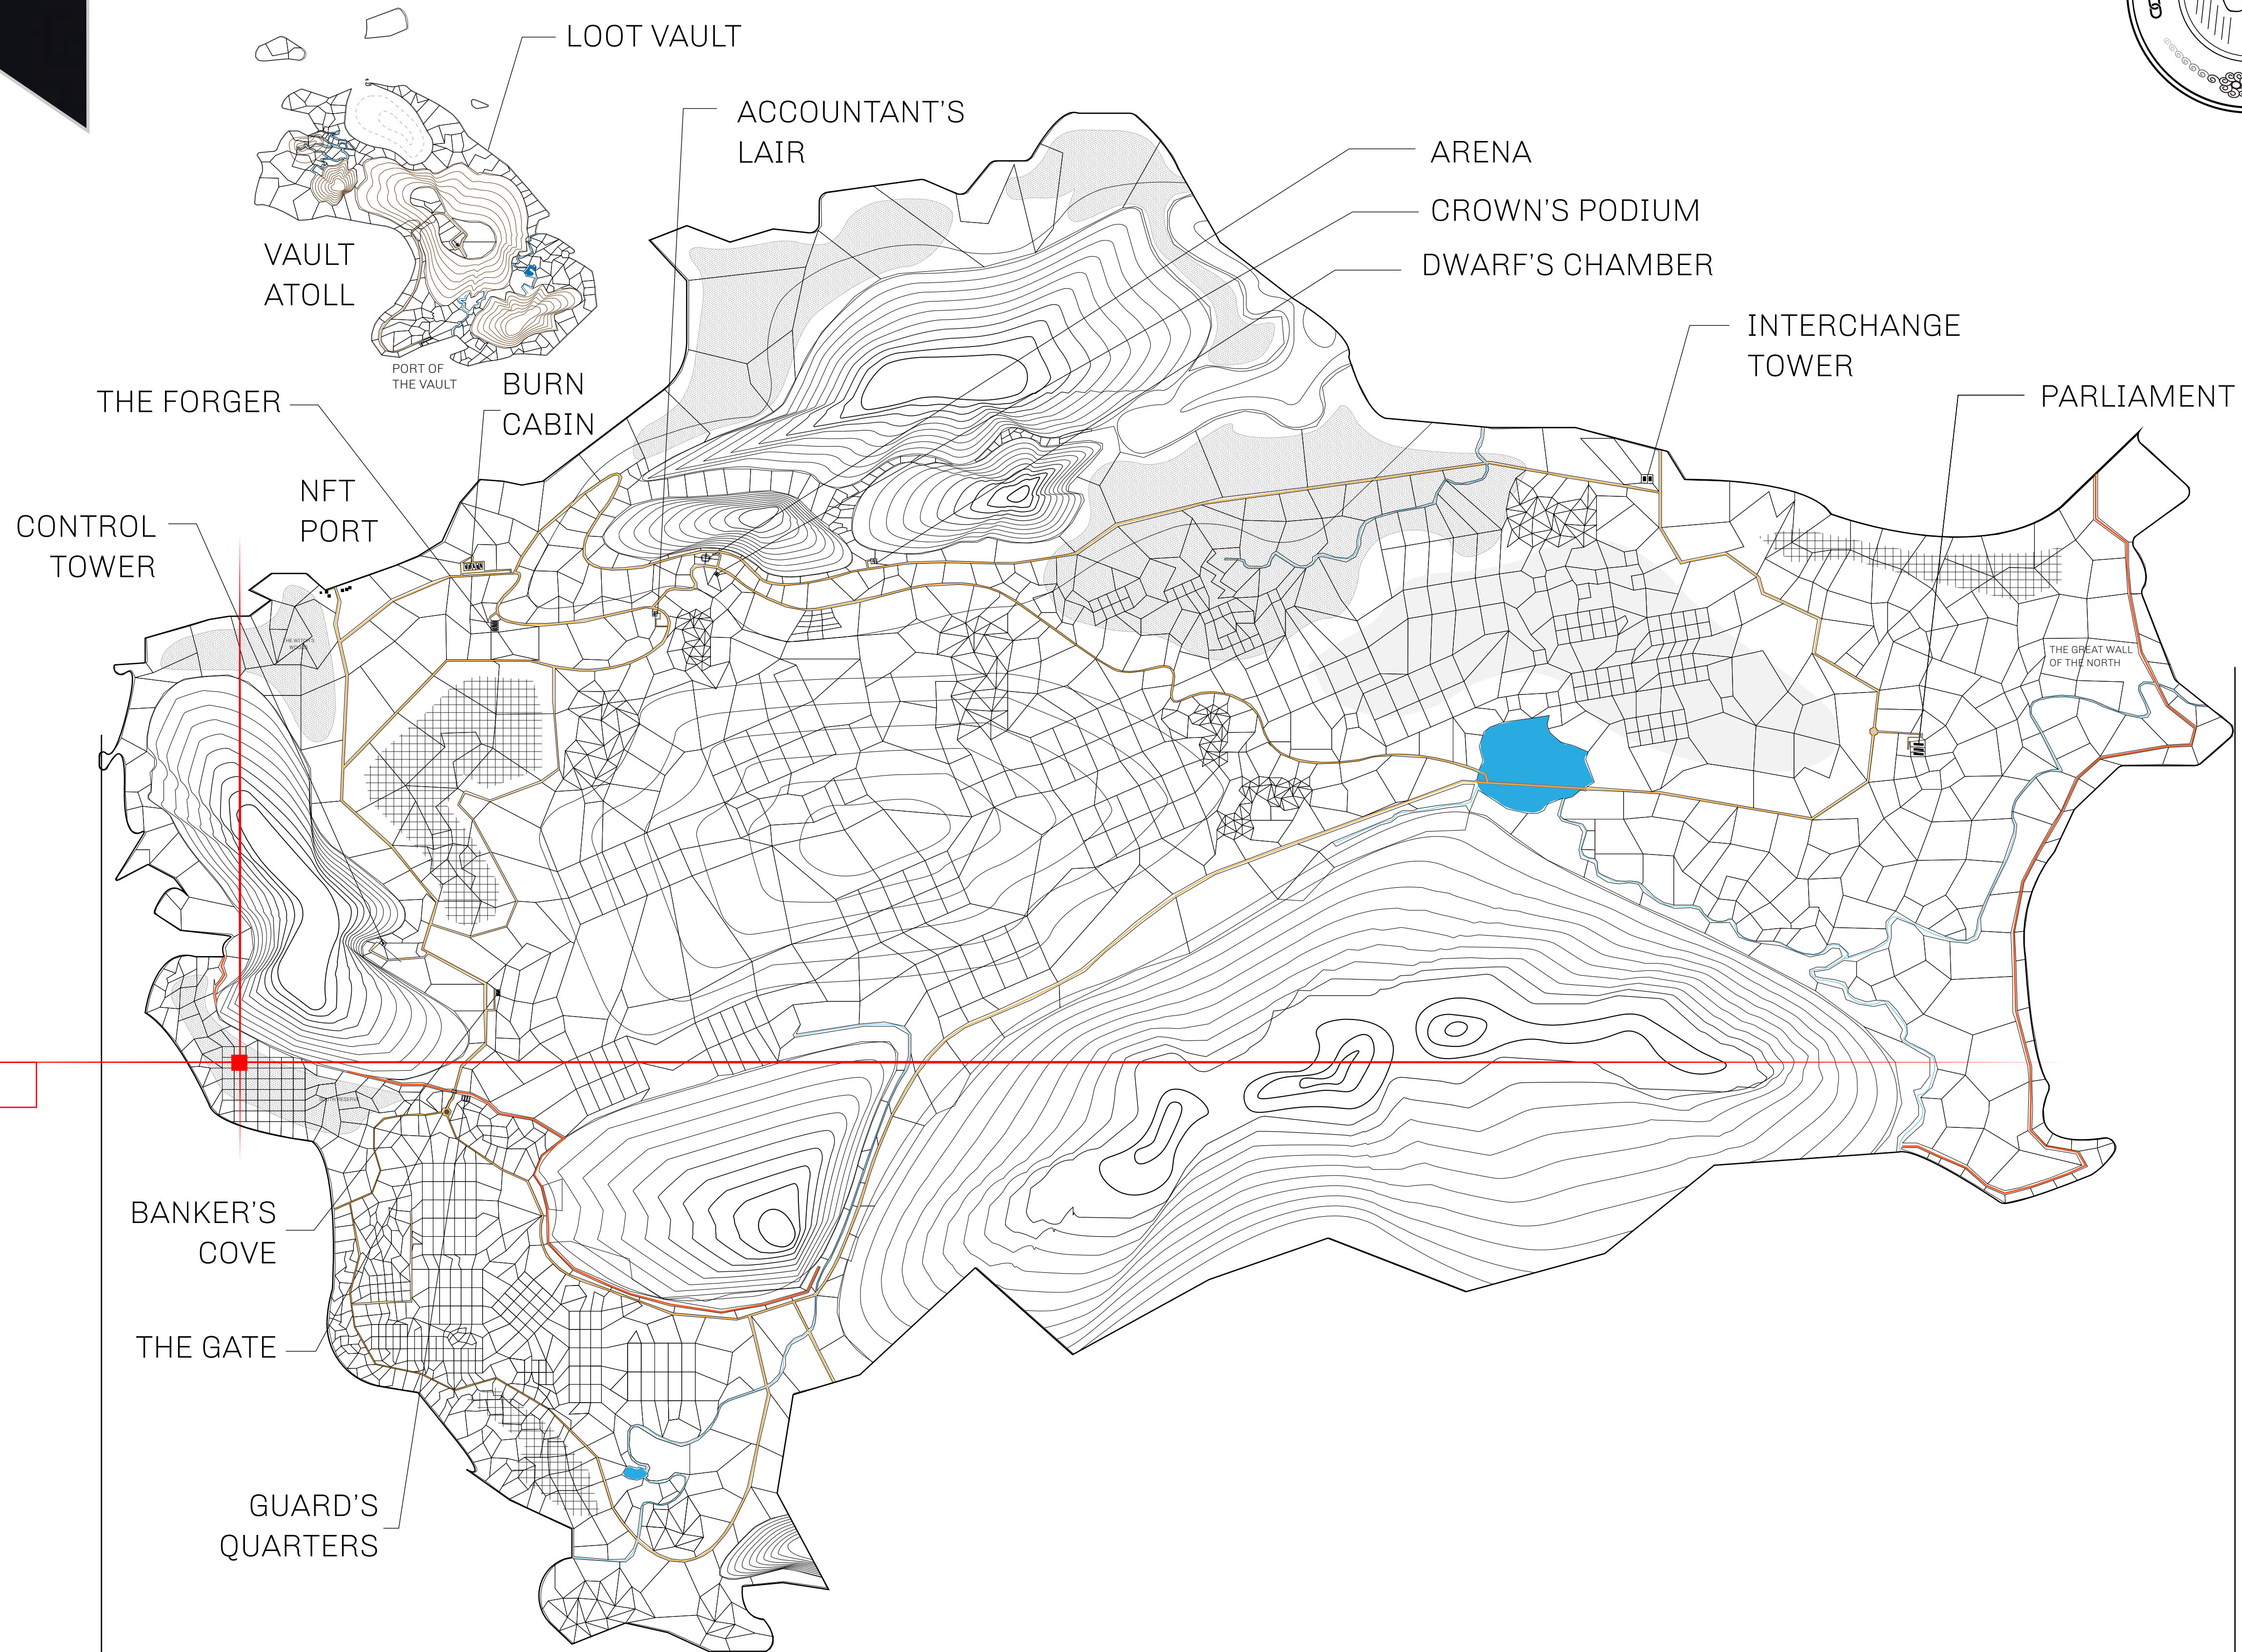 LOOT VAULT
ACCOUNTANT'S
LAIR
ARENA
CROWN'S PODIUM
DWARF'S CHAMBER
VAULT
ATOLL
INTERCHANGE
TOWER
PORT OF
THE VAULT
BURN
CABIN
THE FORGER
PARLIAMENT
NFT
PORT
CONTROL
TOWER
THE GREAT WALL
OF THE NORTH
BANKER'S
COVE
THE GATE
GUARD'S
QUARTERS